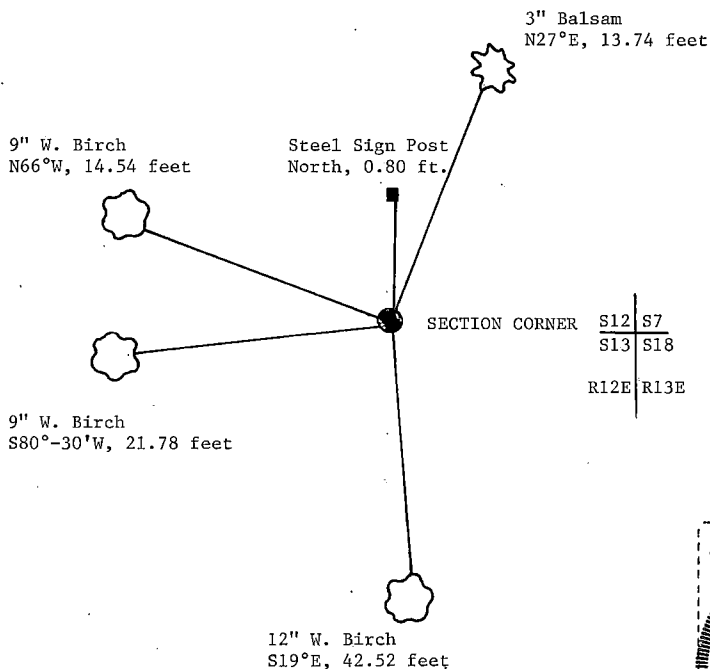 3" Balsam
N27°E, 13.74 feet
9" W. Birch
N66°W, 14.54 feet
Steel Sign Post
North, 0.80 ft.
SECTION CORNER
S12 S7
S13 S18
R12E R13E
9" W. Birch
S80°-30'W, 21.78 feet
12" W. Birch
S19°E, 42.52 feet